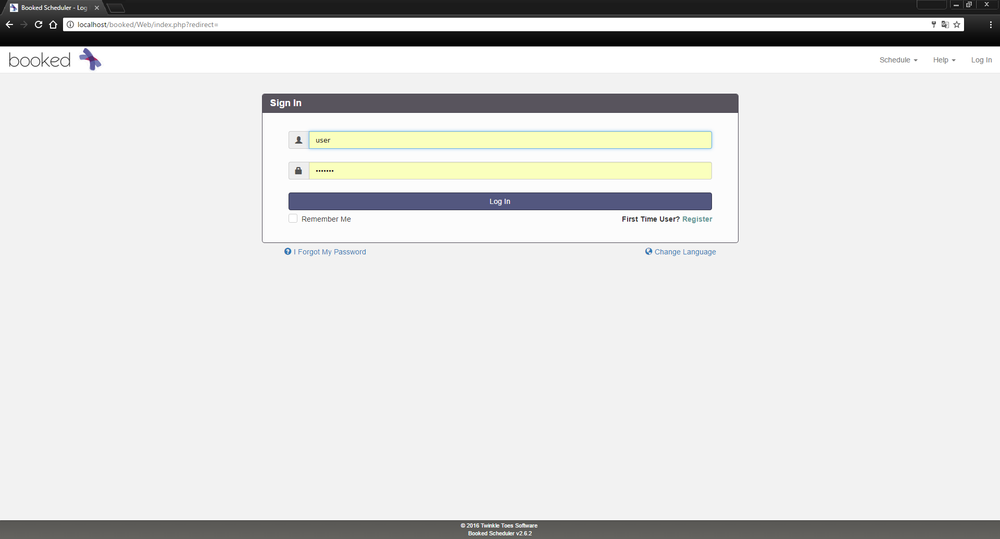 Booked Scheduler - Log
localhost/booked/Web/index.php?redirect=
booked
Schedule Help Log In
Sign In
user
•••••••
Log In
Remember Me First Time User? Register
I Forgot My Password Change Language
© 2016 Twinkle Toes Software
Booked Scheduler v2.6.2